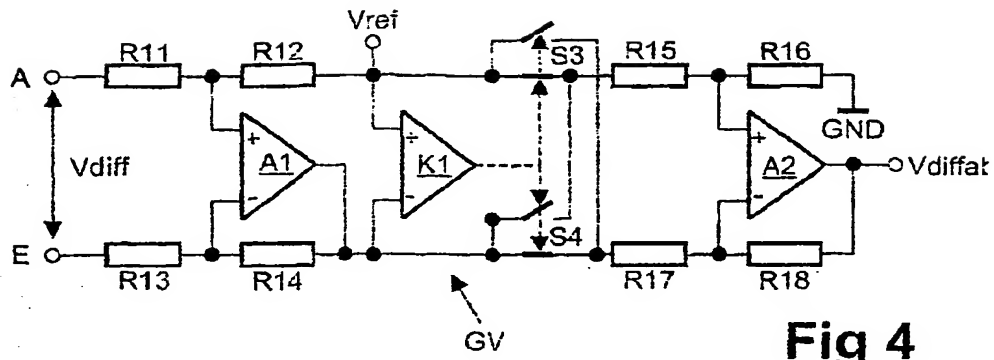 Vref
R11
R12
S3
R15
R16
A
GND
Vdiff
+
A1
-
÷
K1
-
+
A2
-
Vdiffab
S4
E
R13
R14
R17
R18
GV
Fig 4